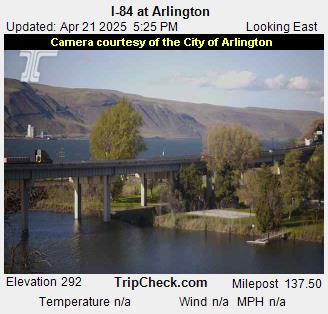 I-84 at Arlington
Updated: Apr 21 2025 5:25 PM Looking East
Camera courtesy of the City of Arlington
Elevation 292 TripCheck.com Milepost 137.50
Temperature n/a Wind n/a MPH n/a